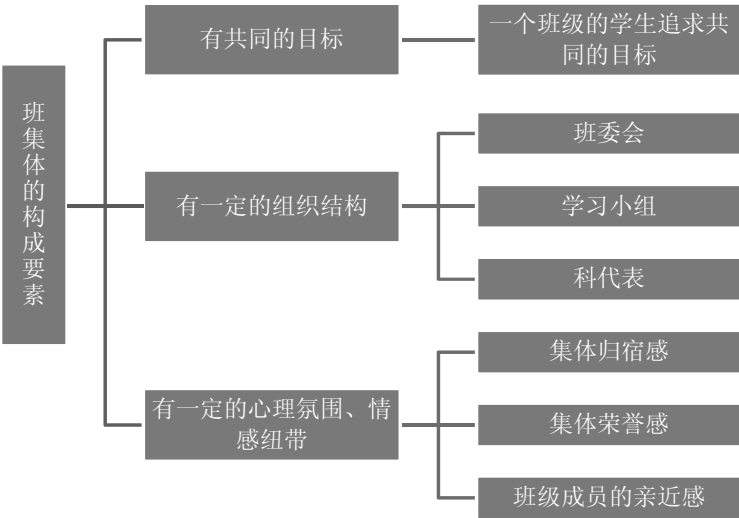 班集体的构成要素
有共同的目标
一个班级的学生追求共
同的目标
有一定的组织结构
班委会
学习小组
科代表
有一定的心理氛围、情
感纽带
集体归宿感
集体荣誉感
班级成员的亲近感